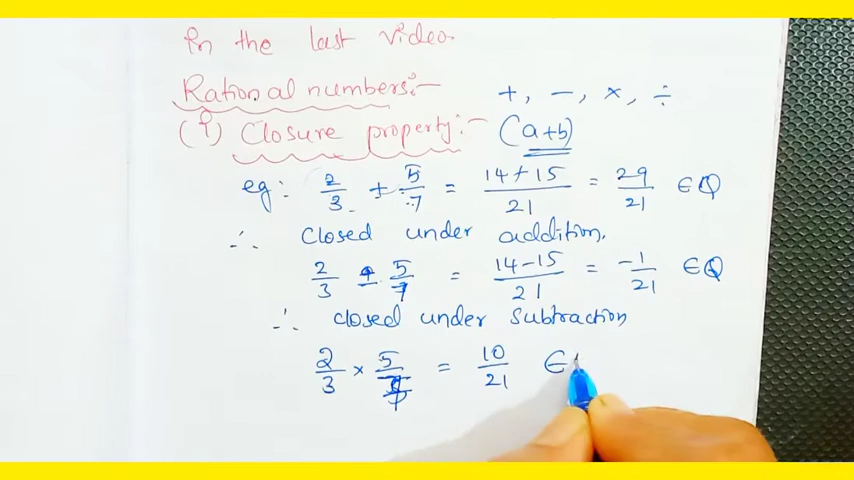 in the last video.
Rational numbers:-
+, -, ×, ÷
(i) Closure property:- (a+b)
eg: 2/3 + 5/7 = 14+15/21 = 29/21 ∈ Q
∴ Closed under addition,
2/3 - 5/7 = 14-15/21 = -1/21 ∈ Q
∴ closed under subtraction
2/3 × 5/7 = 10/21 ∈